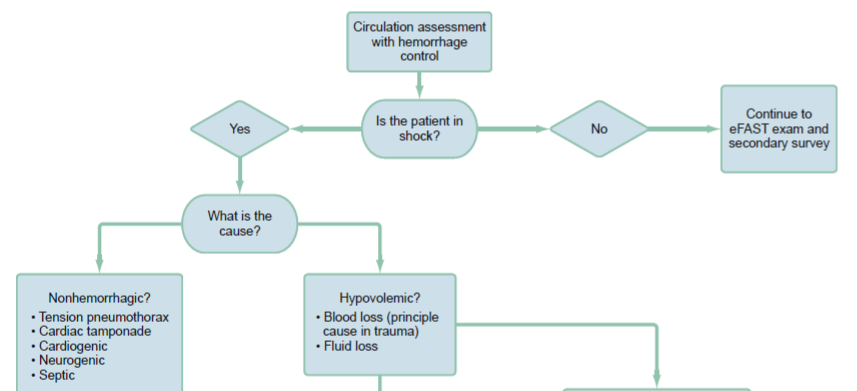 Circulation assessment
with hemorrhage
control
Is the patient in
shock?
Yes
No
Continue to
eFAST exam and
secondary survey
What is the
cause?
Nonhemorrhagic?
• Tension pneumothorax
• Cardiac tamponade
• Cardiogenic
• Neurogenic
• Septic
Hypovolemic?
• Blood loss (principle
cause in trauma)
• Fluid loss